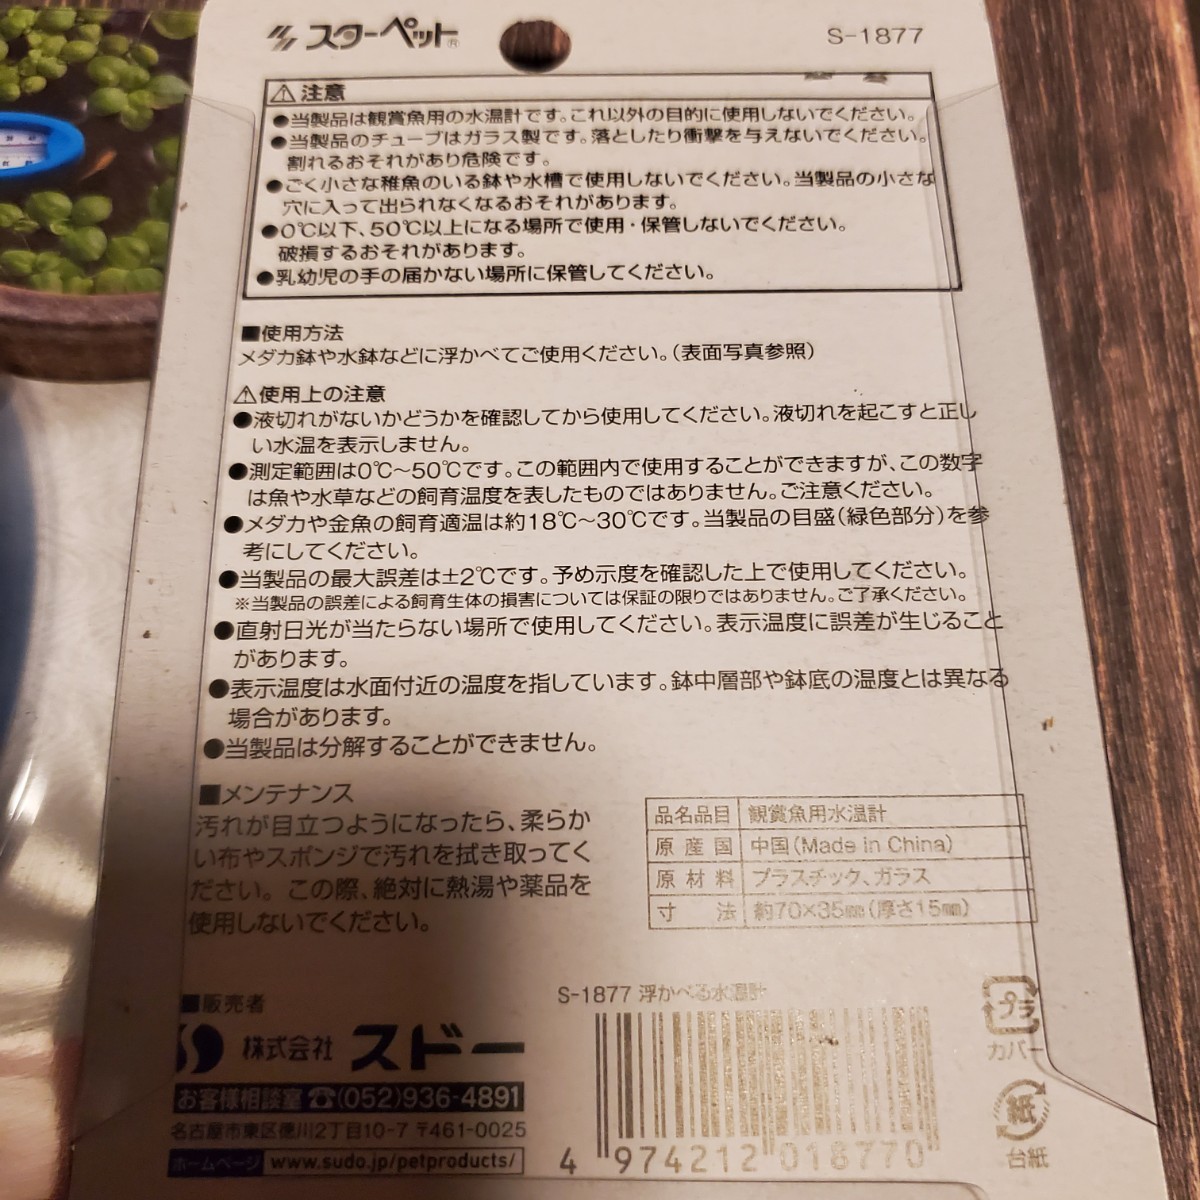 スターペット®
S-1877
⚠注意
●当製品は観賞魚用の水温計です。これ以外の目的に使用しないでください。
●当製品のチューブはガラス製です。落としたり衝撃を与えないでください。
割れるおそれがあり危険です。
●ごく小さな稚魚のいる鉢や水槽で使用しないでください。当製品の小さな
穴に入って出られなくなるおそれがあります。
●0℃以下、50℃以上になる場所で使用・保管しないでください。
破損するおそれがあります。
●乳幼児の手の届かない場所に保管してください。
■使用方法
メダカ鉢や水鉢などに浮かべてご使用ください。(表面写真参照)
⚠使用上の注意
●液切れがないかどうかを確認してから使用してください。液切れを起こすと正し
い水温を表示しません。
●測定範囲は0℃～50℃です。この範囲内で使用することができますが、この数字
は魚や水草などの飼育温度を表したものではありません。ご注意ください。
●メダカや金魚の飼育適温は約18℃～30℃です。当製品の目盛(緑色部分)を参
考にしてください。
●当製品の最大誤差は±2℃です。予め示度を確認した上で使用してください。
※当製品の誤差による飼育生体の損害については保証の限りではありません。ご了承ください。
●直射日光が当たらない場所で使用してください。表示温度に誤差が生じること
があります。
●表示温度は水面付近の温度を指しています。鉢中層部や鉢底の温度とは異なる
場合があります。
●当製品は分解することができません。
■メンテナンス
汚れが目立つようになったら、柔らか
い布やスポンジで汚れを拭き取ってく
ださい。この際、絶対に熱湯や薬品を
使用しないでください。
品名品目 観賞魚用水温計
原産国 中国(Made in China)
原材料 プラスチック、ガラス
寸法 約70×35㎜(厚さ15㎜)
■販売者
株式会社 スドー
お客様相談室 ☎(052)936-4891
名古屋市東区徳川2丁目10-7 〒461-0025
ホームページ www.sudo.jp/petproducts/
S-1877 浮かべる水温計
4 974212 018770
プラ
カバー
紙
台紙